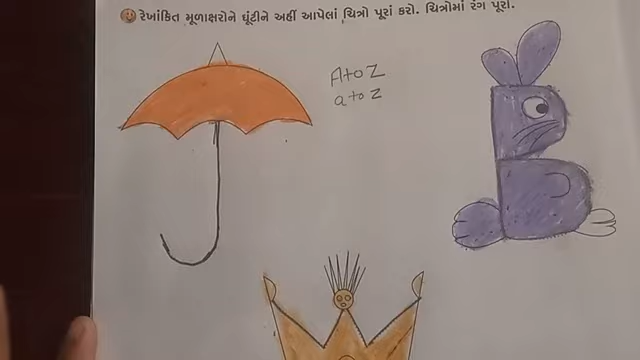 રેખાંકિત મૂળાક્ષરોને ઘૂંટીને અહીં આપેલાં ચિત્રો પૂરાં કરો. ચિત્રોમાં રંગ પૂરો.
A to Z
a to z